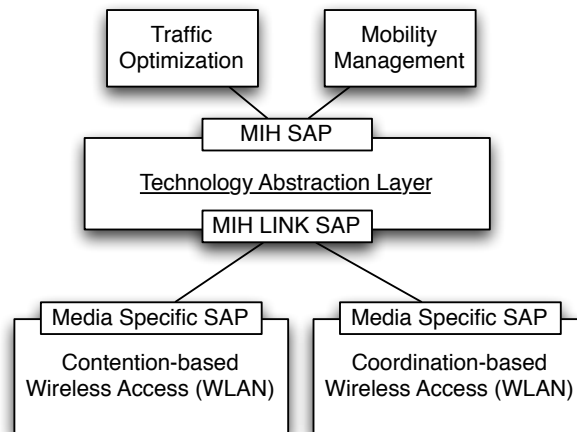 Traffic
Optimization
Mobility
Management
MIH SAP
Technology Abstraction Layer
MIH LINK SAP
Media Specific SAP
Contention-based
Wireless Access (WLAN)
Media Specific SAP
Coordination-based
Wireless Access (WLAN)